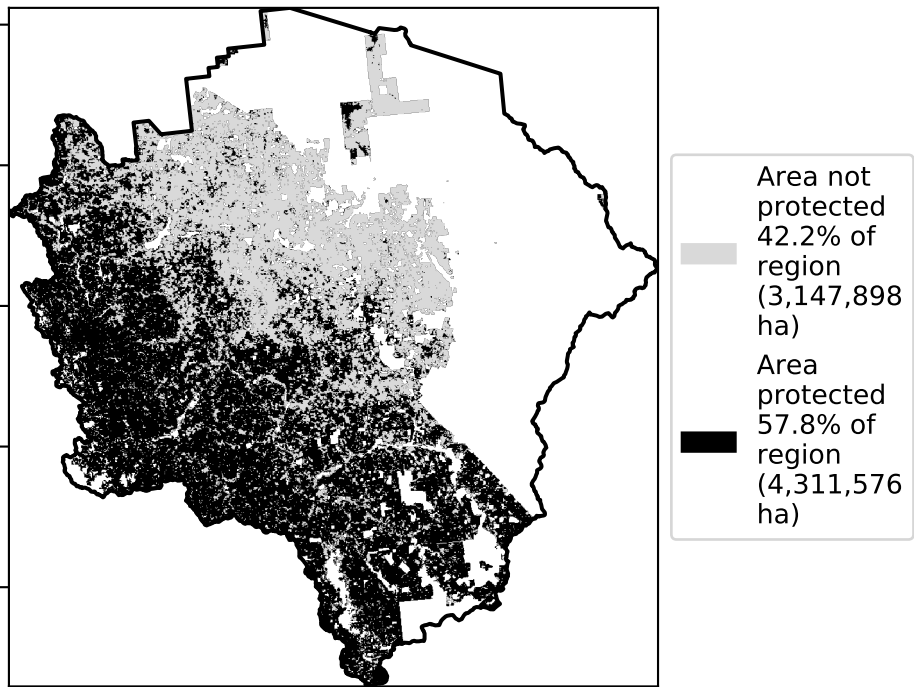 Area not
protected
42.2% of
region
(3,147,898
ha)
Area
protected
57.8% of
region
(4,311,576
ha)